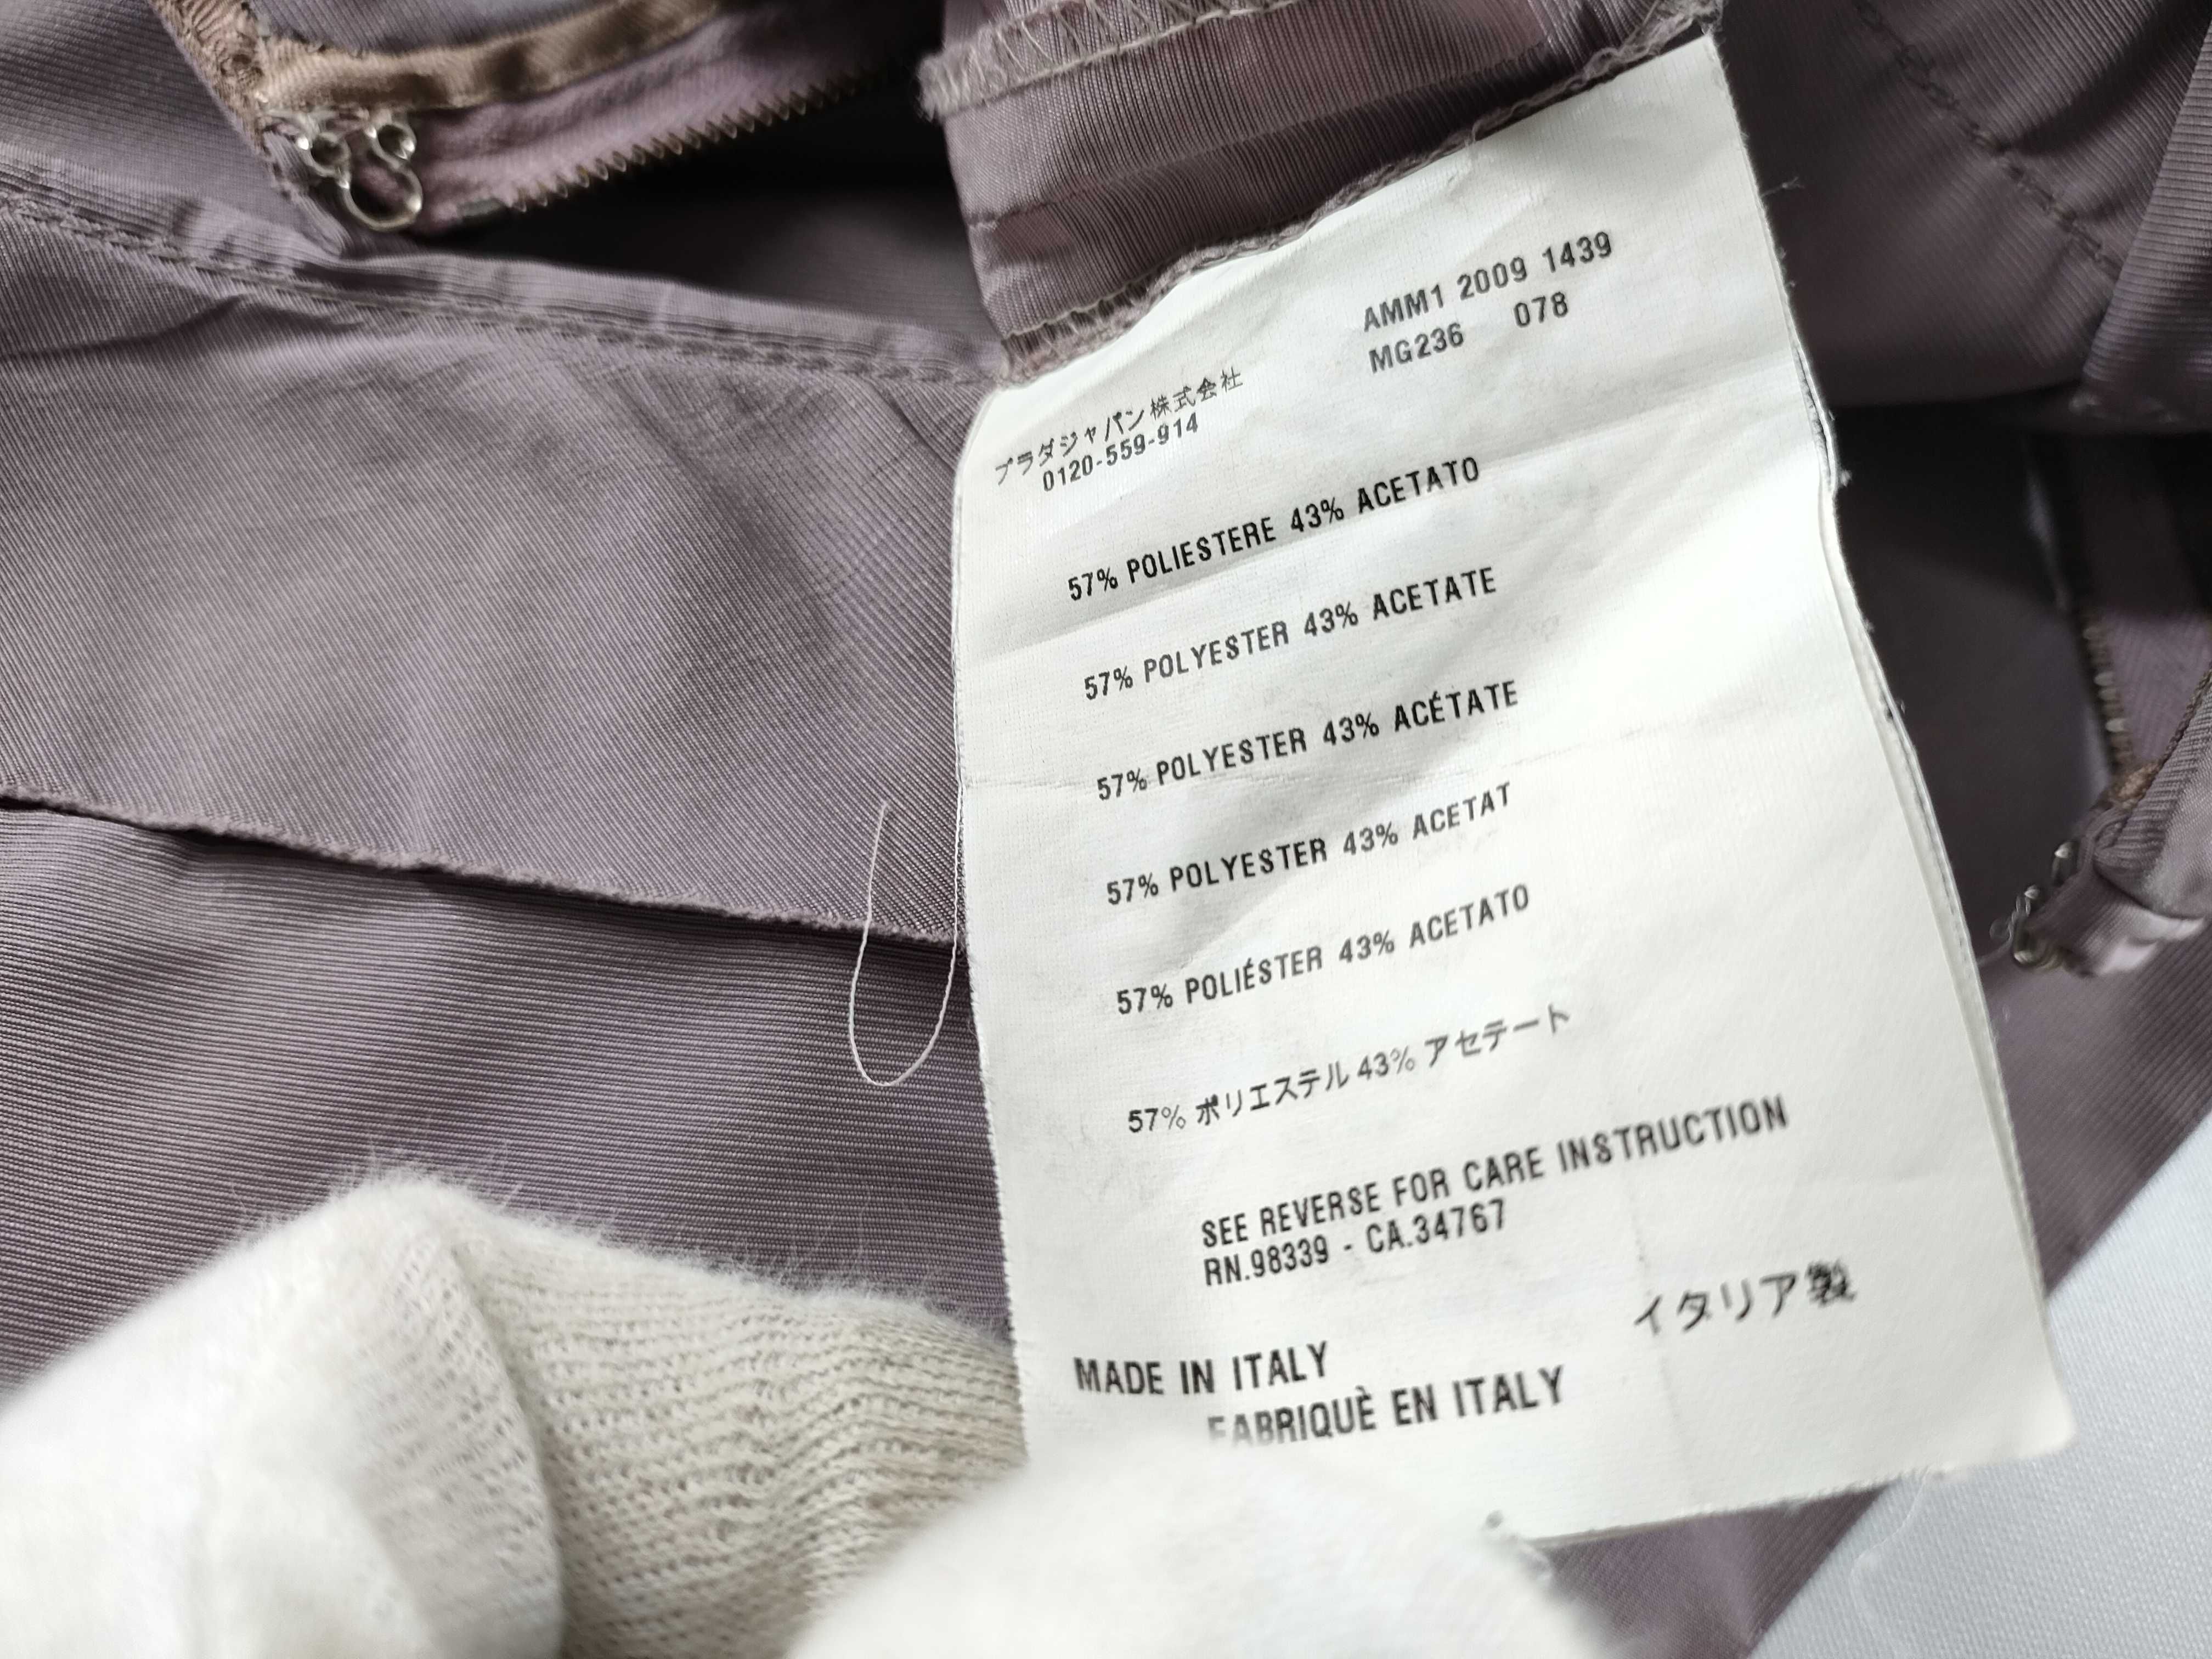 AMM1 2009 1439
MG236 078
プラダジャパン株式会社
0120-559-914
57% POLIESTERE 43% ACETATO
57% POLYESTER 43% ACETATE
57% POLYESTER 43% ACÉTATE
57% POLYESTER 43% ACETAT
57% POLIÉSTER 43% ACETATO
57% ポリエステル 43% アセテート
SEE REVERSE FOR CARE INSTRUCTION
RN.98339 - CA.34767
イタリア製
MADE IN ITALY
FABRIQUÈ EN ITALY